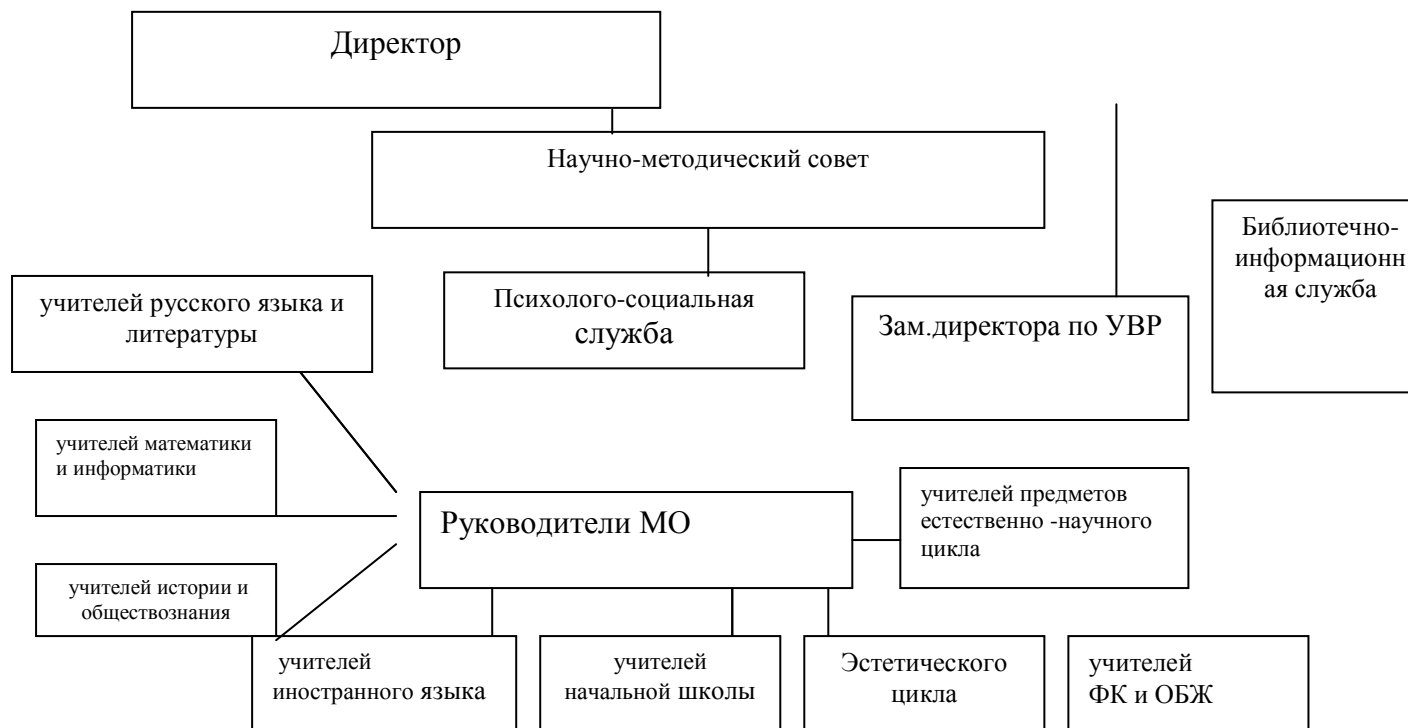 Директор
Научно-методический совет
Библиотечно-
информационн
ая служба
Психолого-социальная
служба
учителей русского языка и
литературы
Зам.директора по УВР
учителей математики
и информатики
Руководители МО
учителей предметов
естественно -научного
цикла
учителей истории и
обществознания
учителей
иностранного языка
учителей
начальной школы
Эстетического
цикла
учителей
ФК и ОБЖ